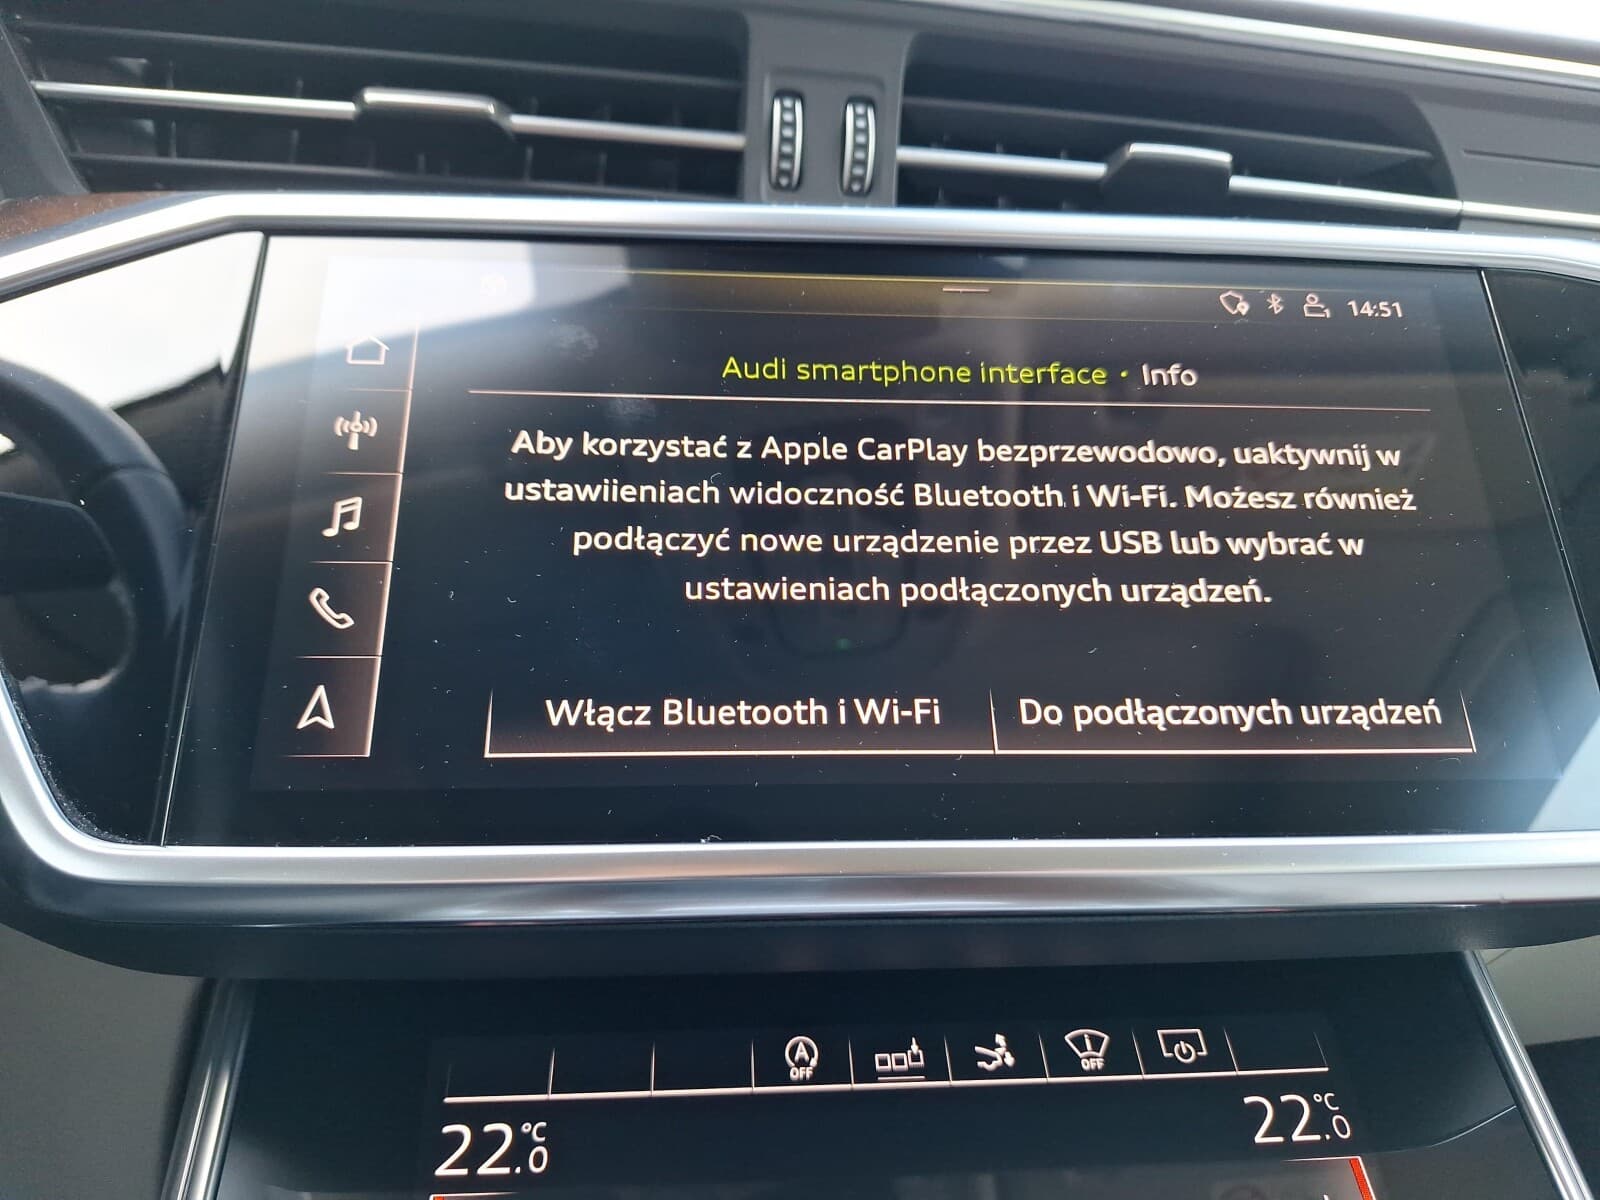 14:51
Audi smartphone interface • Info
Aby korzystać z Apple CarPlay bezprzewodowo, uaktywnij w
ustawiieniach widoczność Bluetooth i Wi-Fi. Możesz również
podłączyć nowe urządzenie przez USB lub wybrać w
ustawieniach podłączonych urządzeń.
Włącz Bluetooth i Wi-Fi
Do podłączonych urządzeń
A
OFF
OFF
22.0 °C
22.0 °C